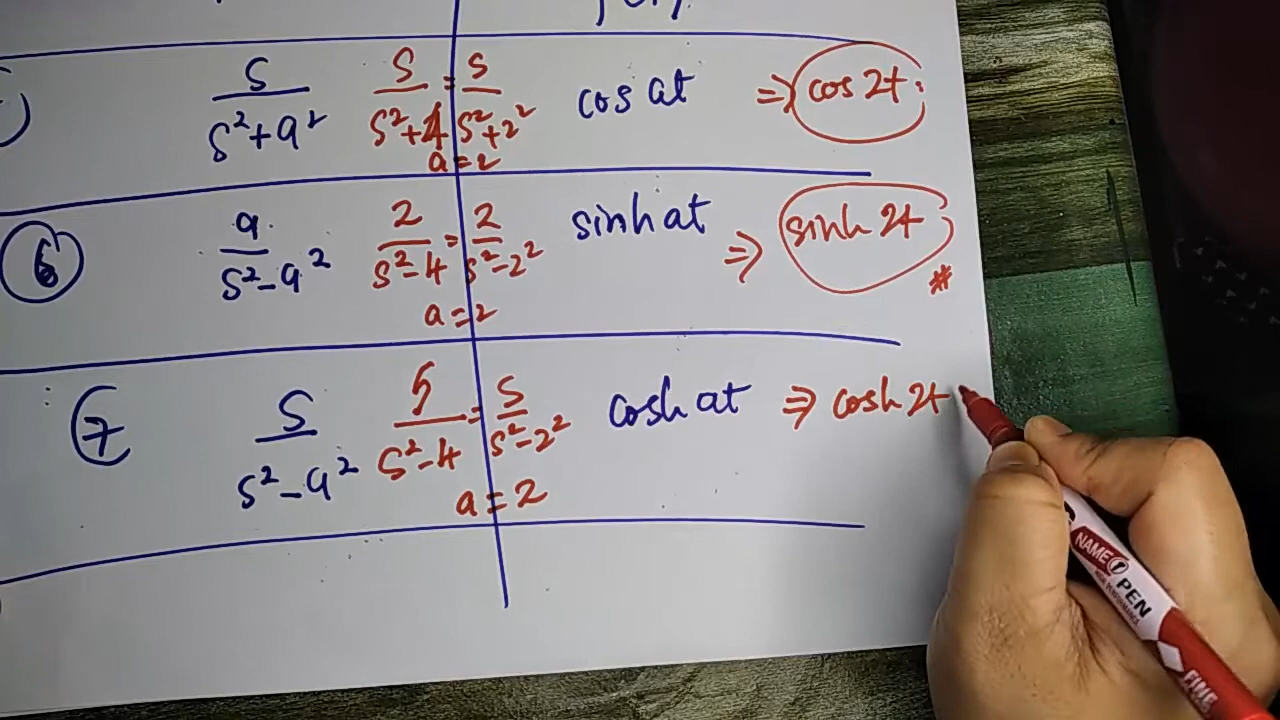 s/(s²+a²) s/(s²+4) = s/(s²+2²) cos at ⇒ cos 2t
a=2
6 a/(s²-a²) 2/(s²-4) = 2/(s²-2²) sinh at ⇒ sinh 2t #
a=2
7 s/(s²-a²) s/(s²-4) = s/(s²-2²) cosh at ⇒ cosh 2t
a=2
NAME PEN
FINE